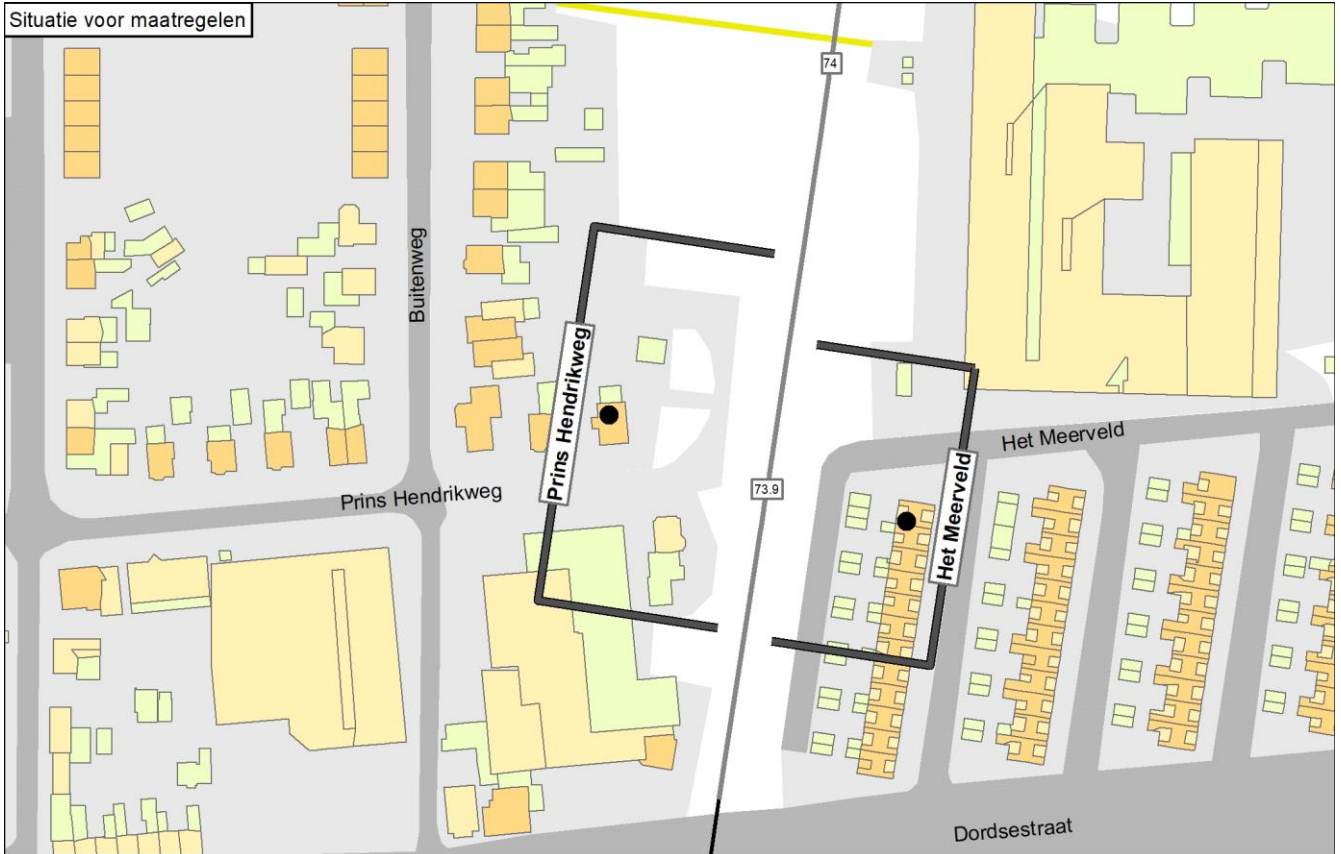 Situatie voor maatregelen
74
Buitenweg
Prins Hendrikweg
Het Meerveld
Prins Hendrikweg
73.9
Het Meerveld
Dordsestraat